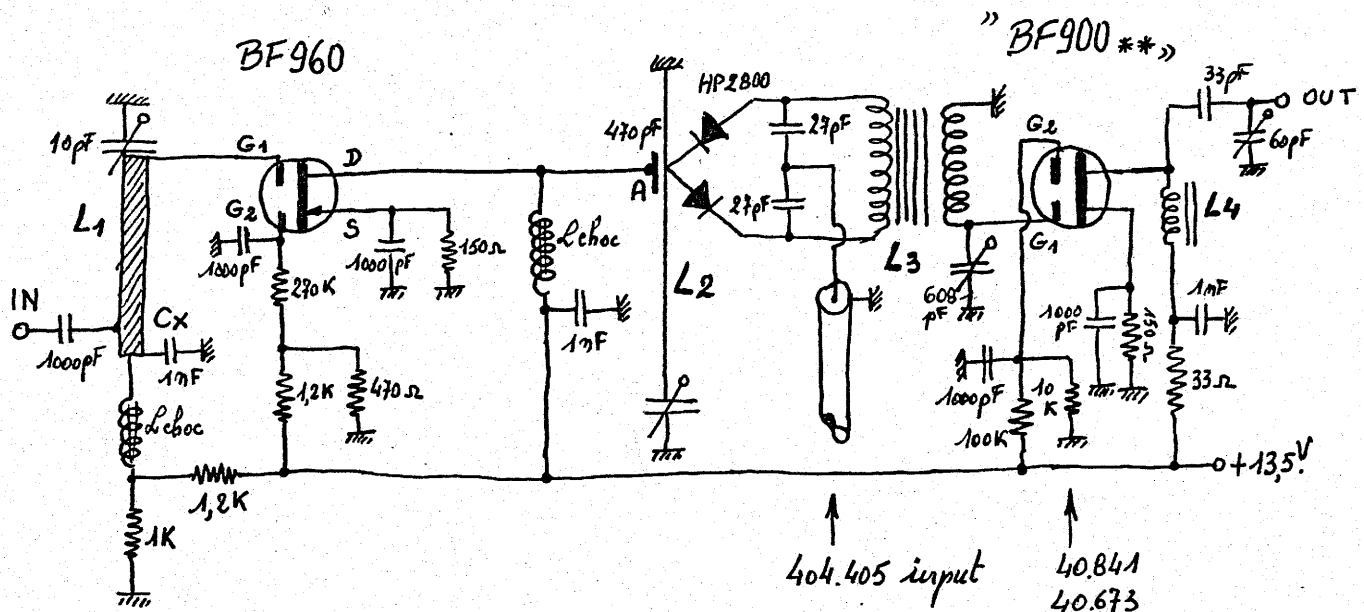 BF960
" BF900 ** "
10pF
G1
D
G2
S
L1
1000pF
270K
1000pF
150Ω
Lchoc
IN
1000pF
Cx
1nF
Lchoc
1,2K
470Ω
1nF
1,2K
1K
470pF
A
HP2800
27pF
27pF
L2
L3
G2
G1
33pF
OUT
60pF
L4
pF
1000pF
10K
100K
1000pF
150Ω
1nF
33Ω
+13,5V
404.405 input
40.841
40.673